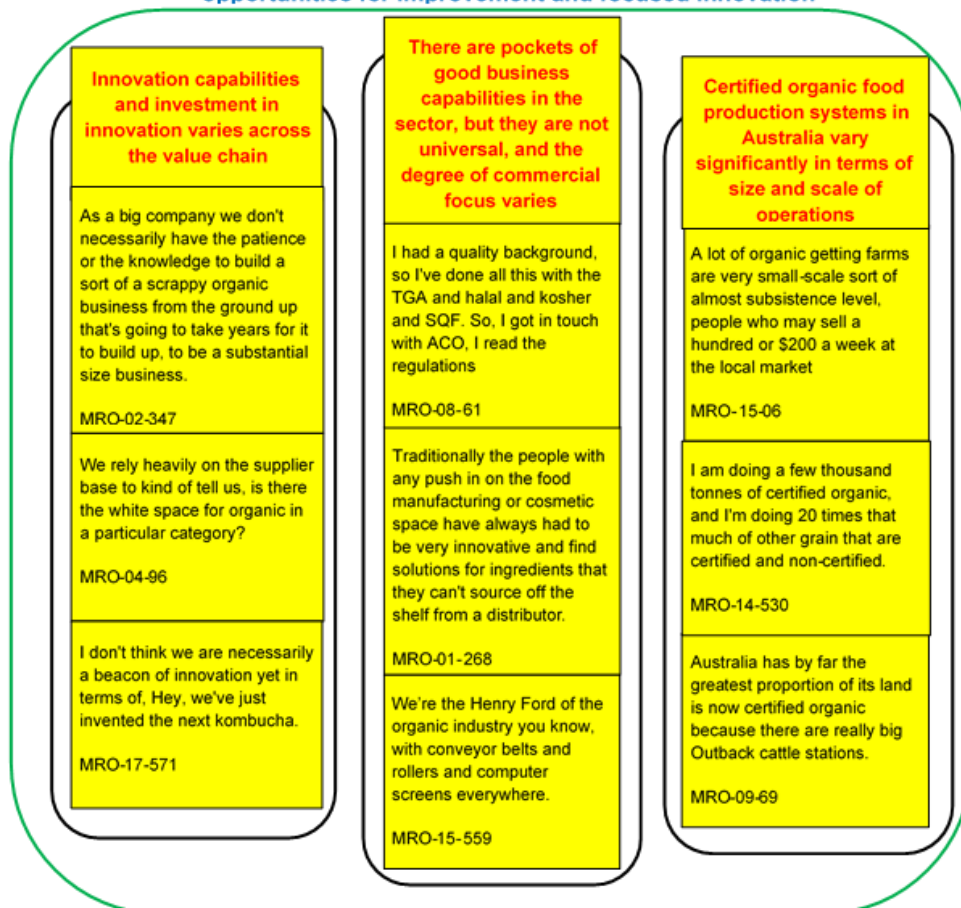 opportunities for improvement and focused innovation
Innovation capabilities
and investment in
innovation varies across
the value chain
As a big company we don't
necessarily have the patience
or the knowledge to build a
sort of a scrappy organic
business from the ground up
that's going to take years for it
to build up, to be a substantial
size business.
MRO-02-347
We rely heavily on the supplier
base to kind of tell us, is there
the white space for organic in
a particular category?
MRO-04-96
I don't think we are necessarily
a beacon of innovation yet in
terms of, Hey, we've just
invented the next kombucha.
MRO-17-571
There are pockets of
good business
capabilities in the
sector, but they are not
universal, and the
degree of commercial
focus varies
I had a quality background,
so I've done all this with the
TGA and halal and kosher
and SQF. So, I got in touch
with ACO, I read the
regulations
MRO-08-61
Traditionally the people with
any push in on the food
manufacturing or cosmetic
space have always had to
be very innovative and find
solutions for ingredients that
they can't source off the
shelf from a distributor.
MRO-01-268
We're the Henry Ford of the
organic industry you know,
with conveyor belts and
rollers and computer
screens everywhere.
MRO-15-559
Certified organic food
production systems in
Australia vary
significantly in terms of
size and scale of
operations
A lot of organic getting farms
are very small-scale sort of
almost subsistence level,
people who may sell a
hundred or $200 a week at
the local market
MRO-15-06
I am doing a few thousand
tonnes of certified organic,
and I'm doing 20 times that
much of other grain that are
certified and non-certified.
MRO-14-530
Australia has by far the
greatest proportion of its land
is now certified organic
because there are really big
Outback cattle stations.
MRO-09-69